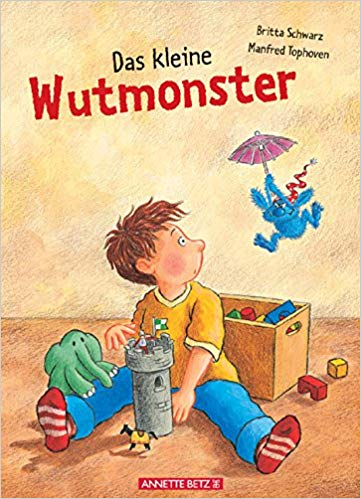 Britta Schwarz
Manfred Tophoven
Das kleine
Wutmonster
ANNETTE BETZ